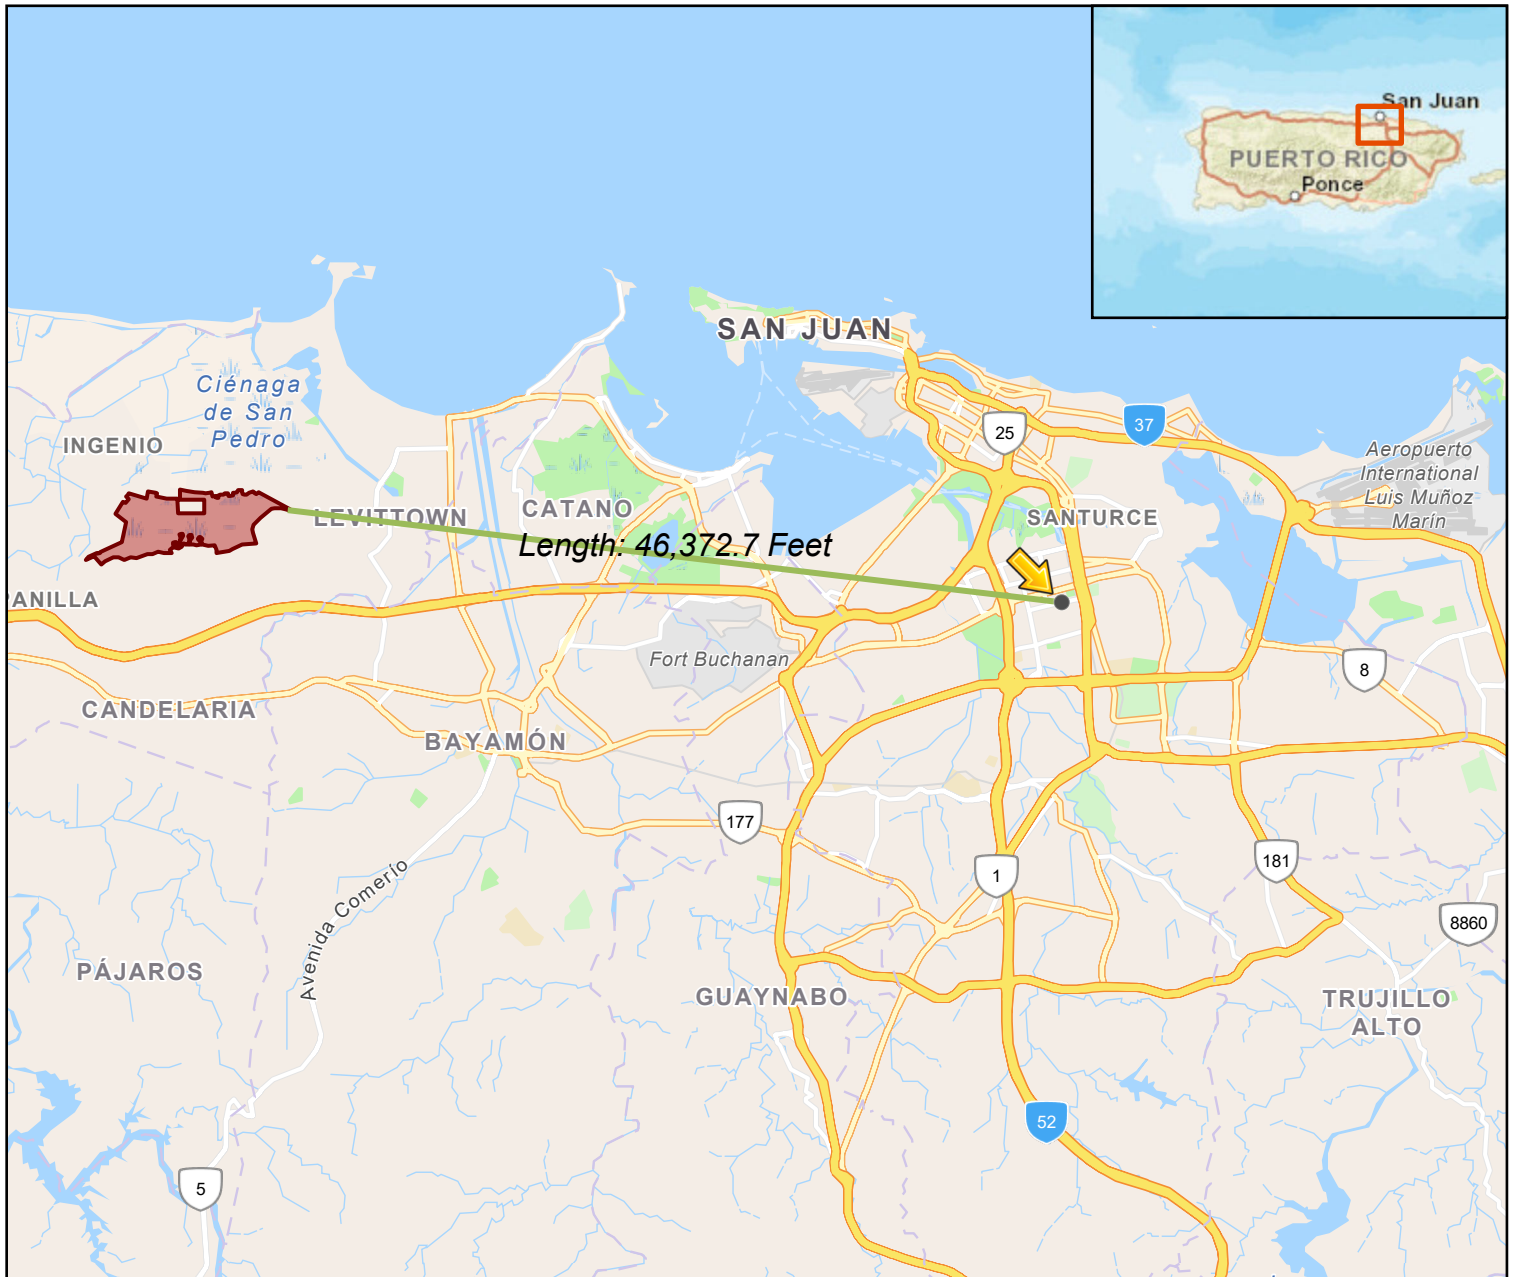 San Juan
PUERTO RICO
Ponce
SAN JUAN
Ciénaga
de San
Pedro
INGENIO
25
37
Aeropuerto
International
Luis Muñoz
Marín
LEVITTOWN
CATANO
SANTURCE
Length: 46,372.7 Feet
ANILLA
Fort Buchanan
8
CANDELARIA
BAYAMÓN
177
1
181
Avenida Comerío
8860
PÁJAROS
GUAYNABO
TRUJILLO
ALTO
52
5